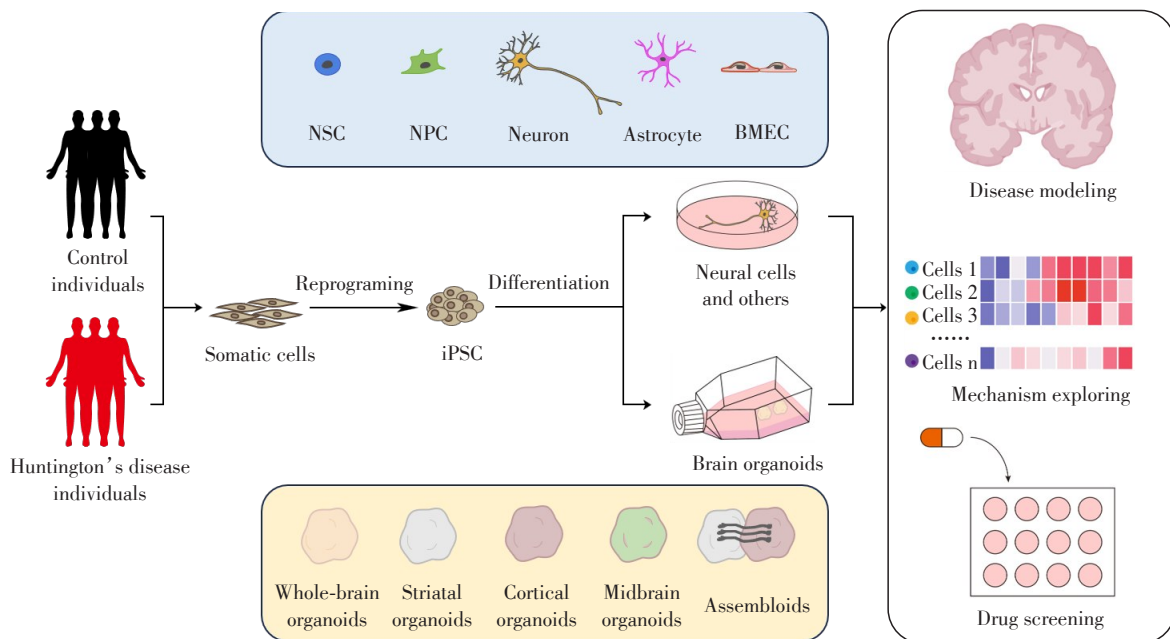 NSC
NPC
Neuron
Astrocyte
BMEC
Control
individuals
Huntington’s disease
individuals
Somatic cells
Reprograming
iPSC
Differentiation
Neural cells
and others
Brain organoids
Whole-brain
organoids
Striatal
organoids
Cortical
organoids
Midbrain
organoids
Assembloids
Disease modeling
Cells 1
Cells 2
Cells 3
……
Cells n
Mechanism exploring
Drug screening